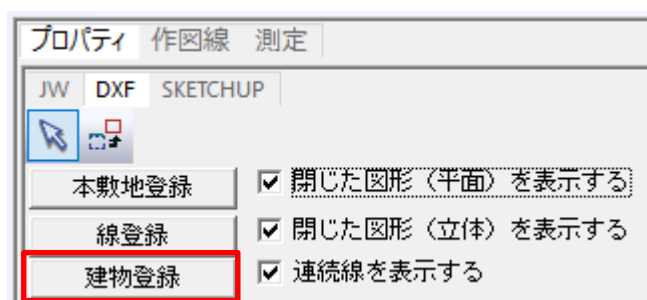 プロパティ 作図線 測定
JW DXF SKETCHUP
本敷地登録 閉じた図形（平面）を表示する
線登録 閉じた図形（立体）を表示する
建物登録 連続線を表示する